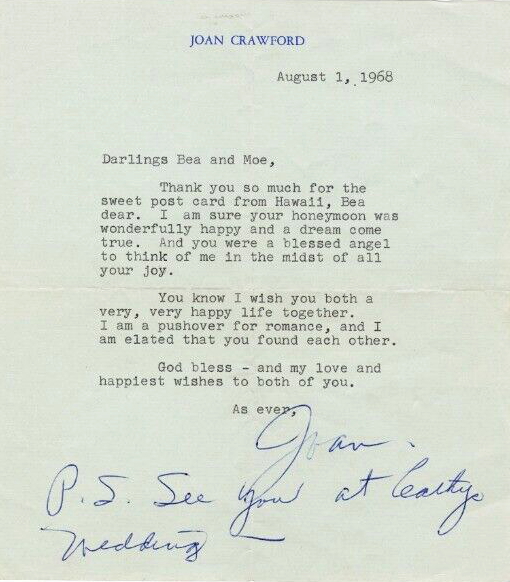 JOAN CRAWFORD
August 1, 1968
Darlings Bea and Moe,
Thank you so much for the
sweet post card from Hawaii, Bea
dear. I am sure your honeymoon was
wonderfully happy and a dream come
true. And you were a blessed angel
to think of me in the midst of all
your joy.
You know I wish you both a
very, very happy life together.
I am a pushover for romance, and I
am elated that you found each other.
God bless - and my love and
happiest wishes to both of you.
As ever,
Joan.
P.S. See you at Cathys
Wedding